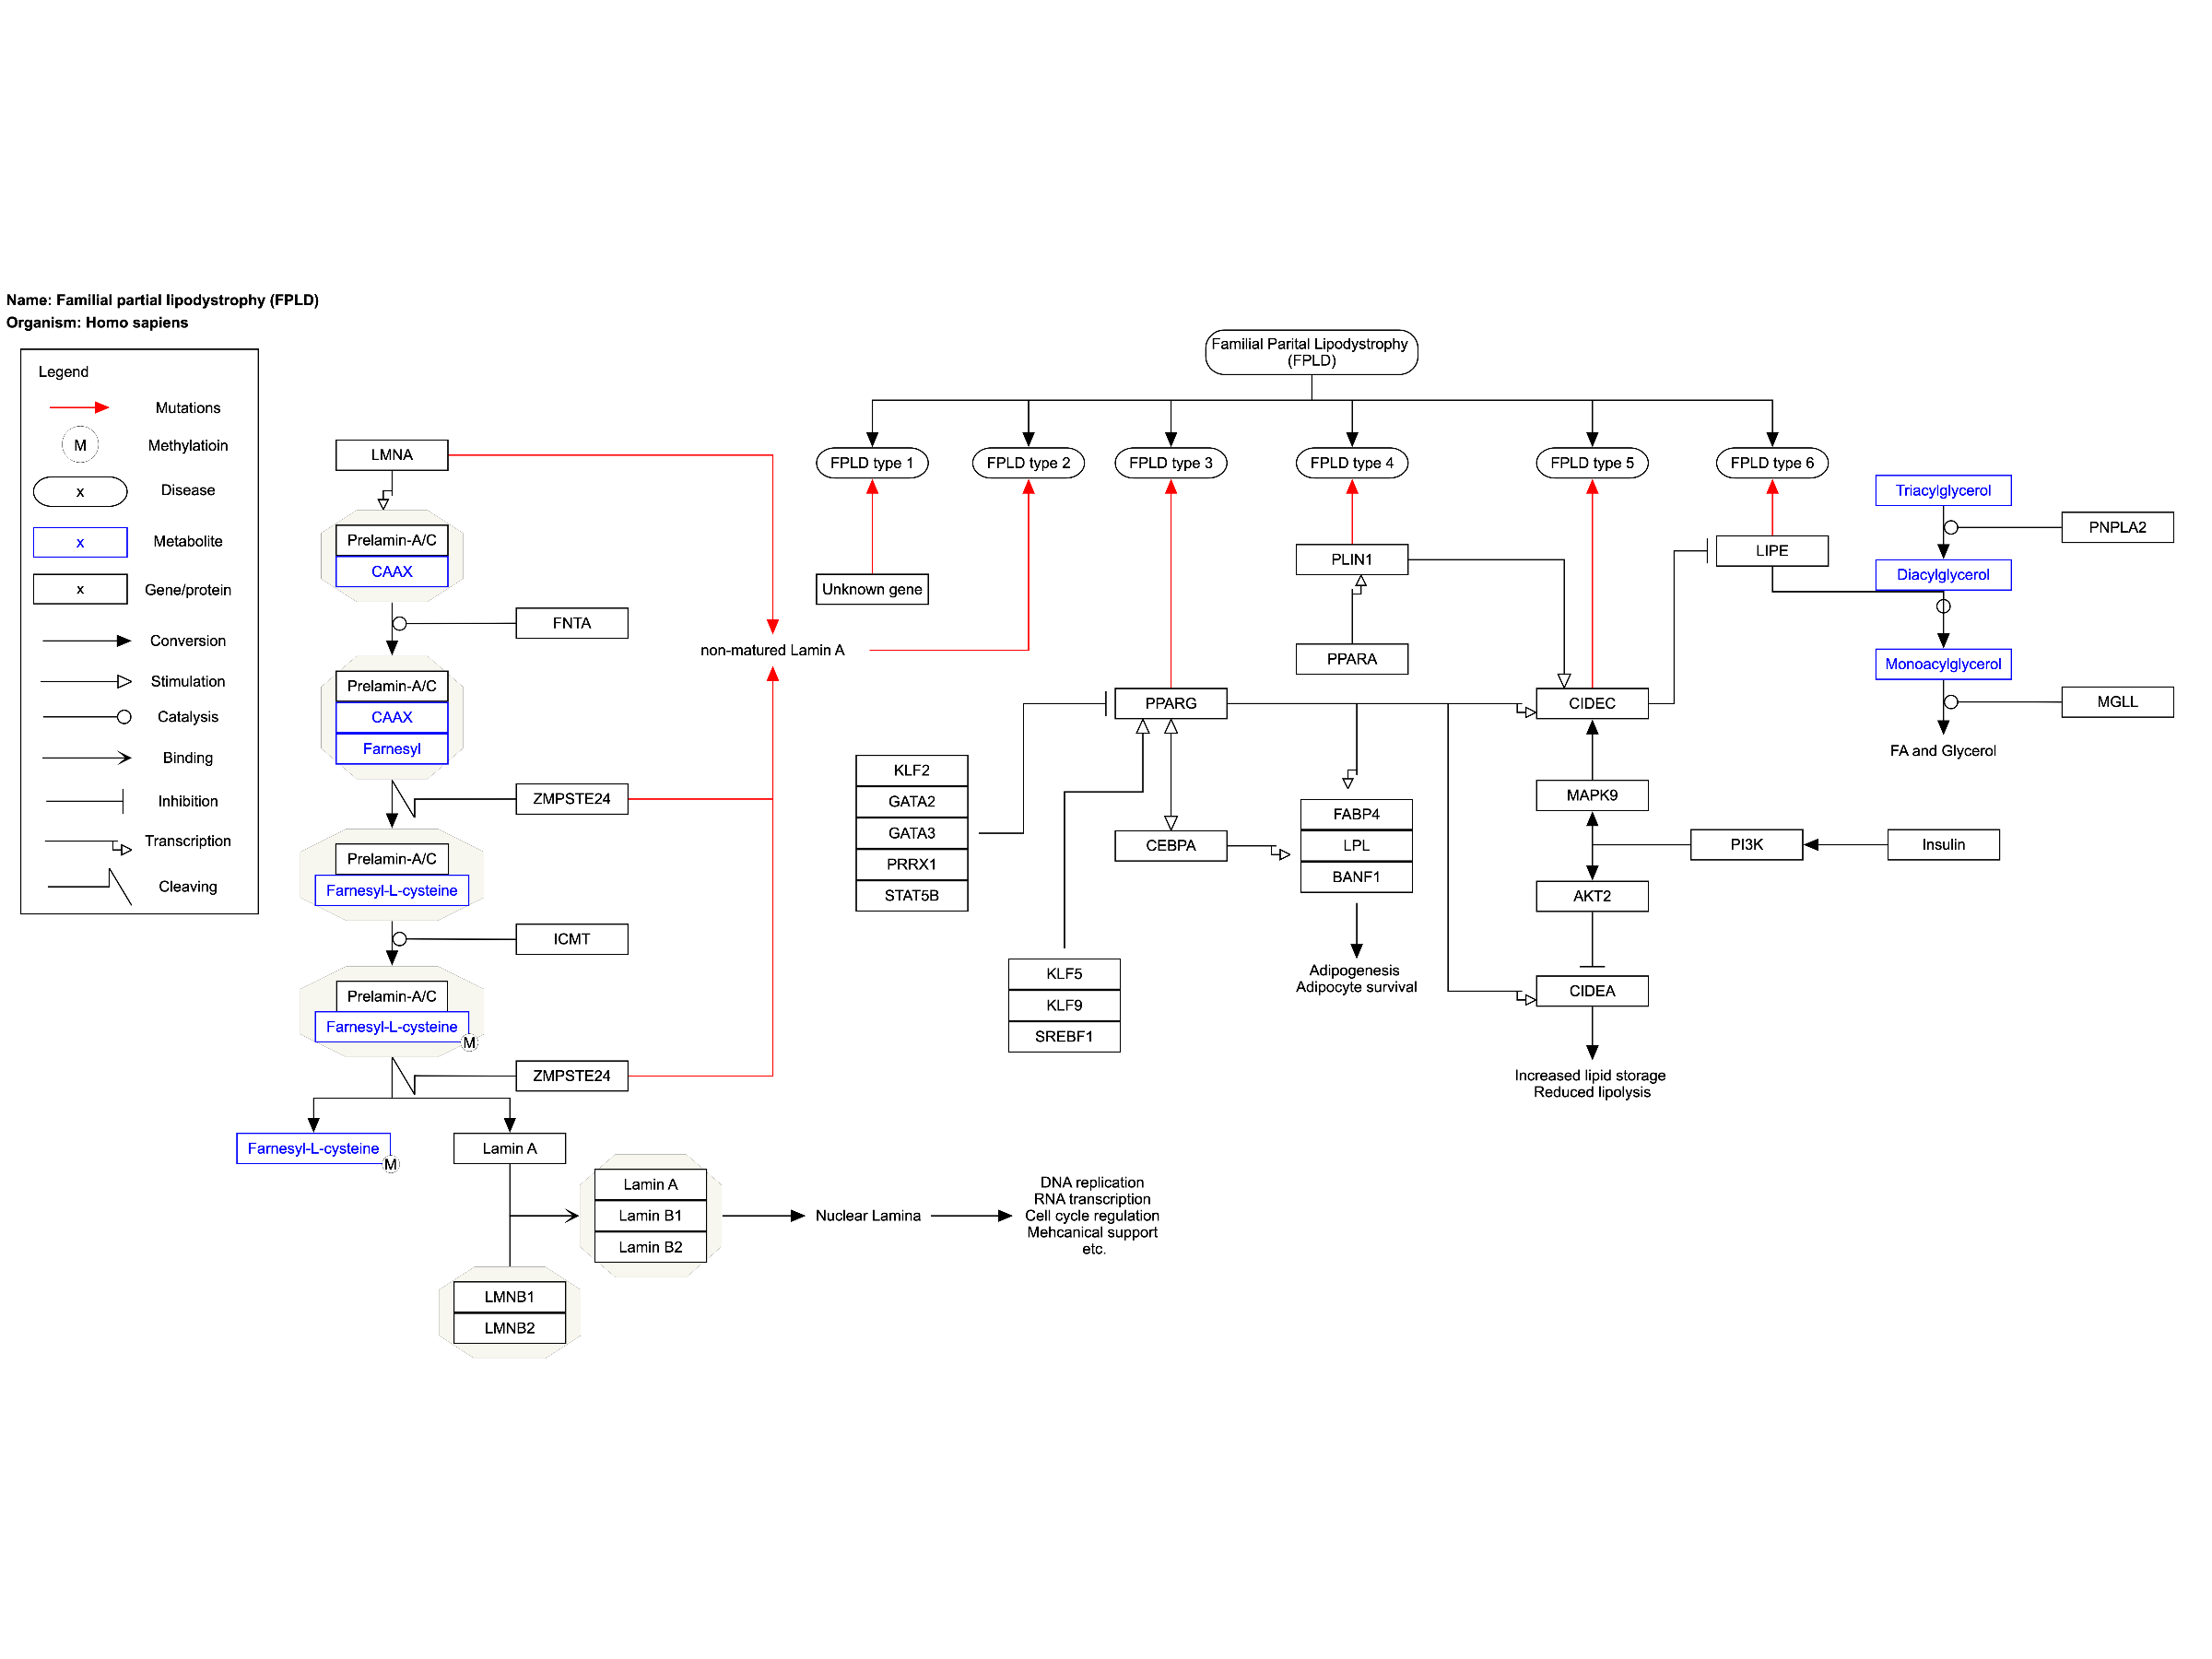 Name: Familial partial lipodystrophy (FPLD)
Organism: Homo sapiens
Legend
Mutations
M
Methylatioin
x
Disease
x
Metabolite
x
Gene/protein
Conversion
Stimulation
Catalysis
Binding
Inhibition
Transcription
Cleaving
LMNA
Prelamin-A/C
CAAX
FNTA
Prelamin-A/C
CAAX
Farnesyl
ZMPSTE24
Prelamin-A/C
Farnesyl-L-cysteine
ICMT
Prelamin-A/C
Farnesyl-L-cysteine
M
ZMPSTE24
Farnesyl-L-cysteine
M
Lamin A
Lamin A
Lamin B1
Lamin B2
LMNB1
LMNB2
Nuclear Lamina
DNA replication
RNA transcription
Cell cycle regulation
Mehcanical support
etc.
non-matured Lamin A
Familial Parital Lipodystrophy
(FPLD)
FPLD type 1
FPLD type 2
FPLD type 3
FPLD type 4
FPLD type 5
FPLD type 6
Unknown gene
PLIN1
PPARA
LIPE
PPARG
CIDEC
KLF2
GATA2
GATA3
PRRX1
STAT5B
KLF5
KLF9
SREBF1
CEBPA
FABP4
LPL
BANF1
Adipogenesis
Adipocyte survival
MAPK9
PI3K
Insulin
AKT2
CIDEA
Increased lipid storage
Reduced lipolysis
Triacylglycerol
PNPLA2
Diacylglycerol
Monoacylglycerol
MGLL
FA and Glycerol